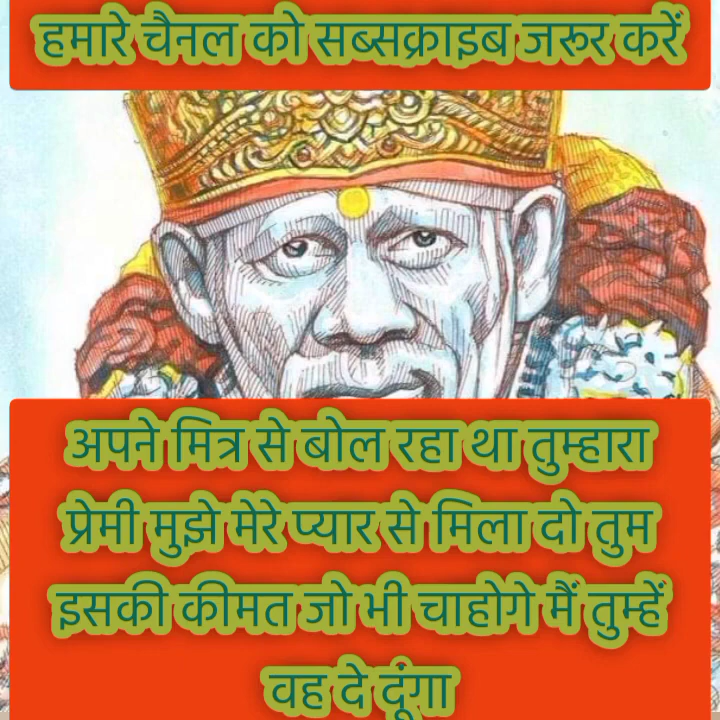 हमारे चैनल को सब्सक्राइब जरूर करें
अपने मित्र से बोल रहा था तुम्हारा
प्रेमी मुझे मेरे प्यार से मिला दो तुम
इसकी कीमत जो भी चाहोगे मैं तुम्हें
वह दे दूंगा